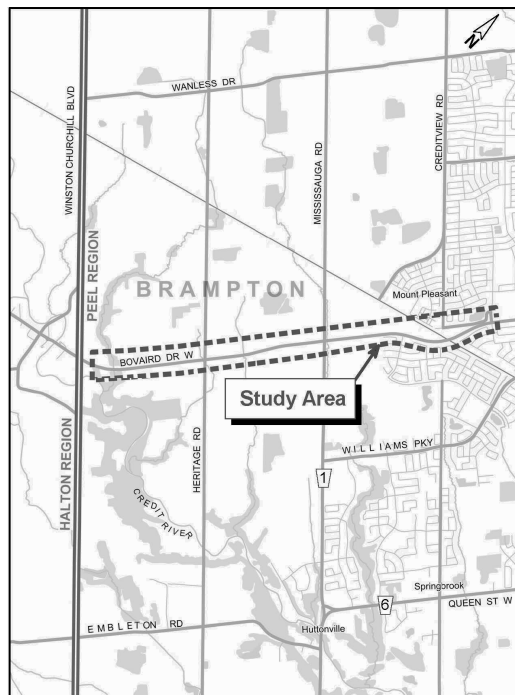 N
WANLESS DR
WINSTON CHURCHILL BLVD
MISSISSAUGA RD
CREDITVIEW RD
PEEL REGION
BRAMPTON
Mount Pleasant
BOVAIRD DR W
Study Area
HALTON REGION
HERITAGE RD
WILLIAMS PKY
1
CREDIT RIVER
Springbrook
6
QUEEN ST W
EMBLETON RD
Huttonville